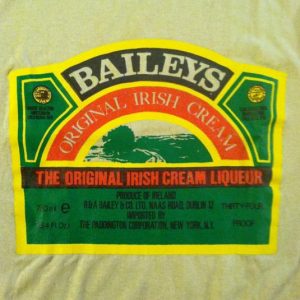 BAILEYS
ORIGINAL IRISH CREAM
THE ORIGINAL IRISH CREAM LIQUEUR
PRODUCE OF IRELAND
R&A BAILEY & CO. LTD. NAAS ROAD, DUBLIN 12
IMPORTED BY
THE PADDINGTON CORPORATION, NEW YORK, N.Y.
THIRTY-FOUR
PROOF